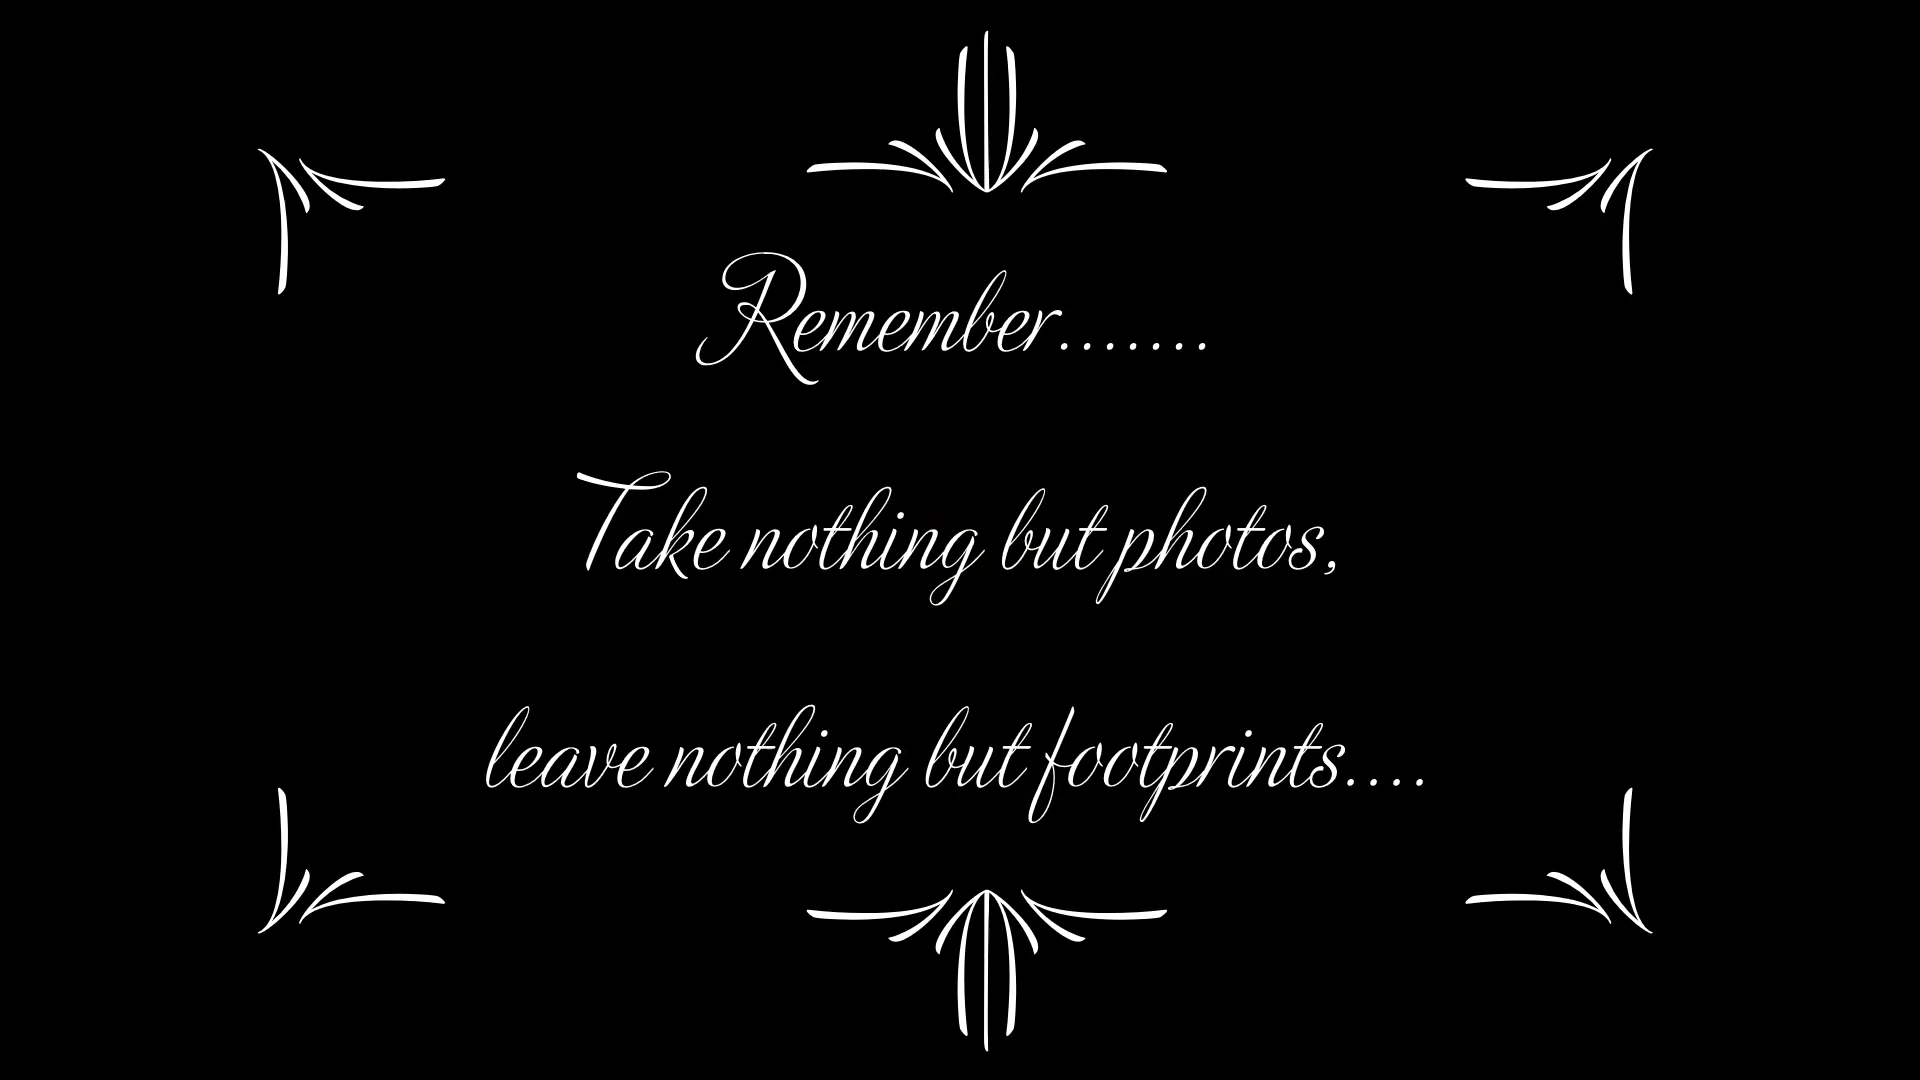 Remember.......
Take nothing but photos,
leave nothing but footprints....